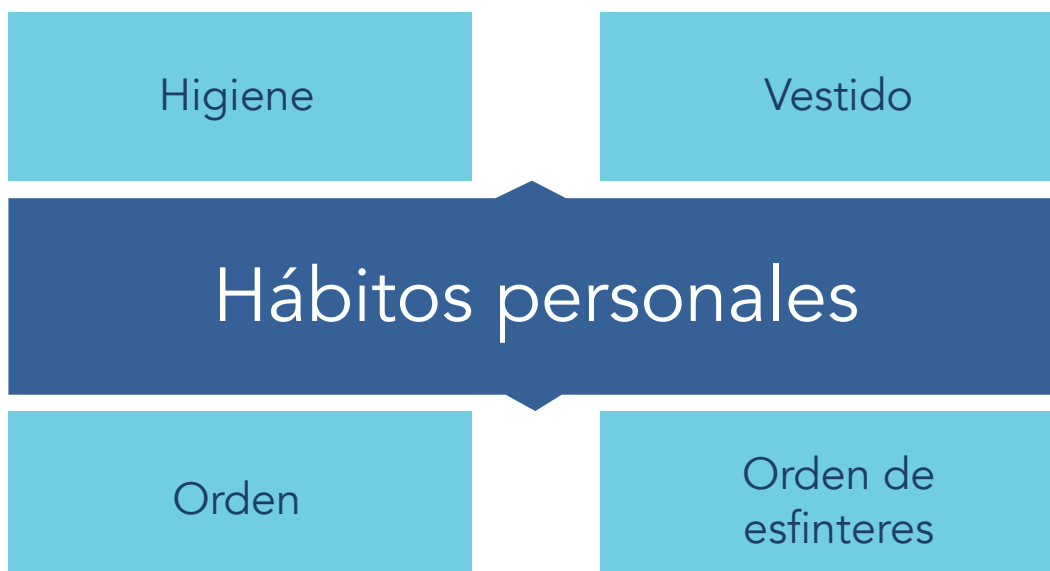 Higiene
Vestido
Hábitos personales
Orden
Orden de
esfinteres